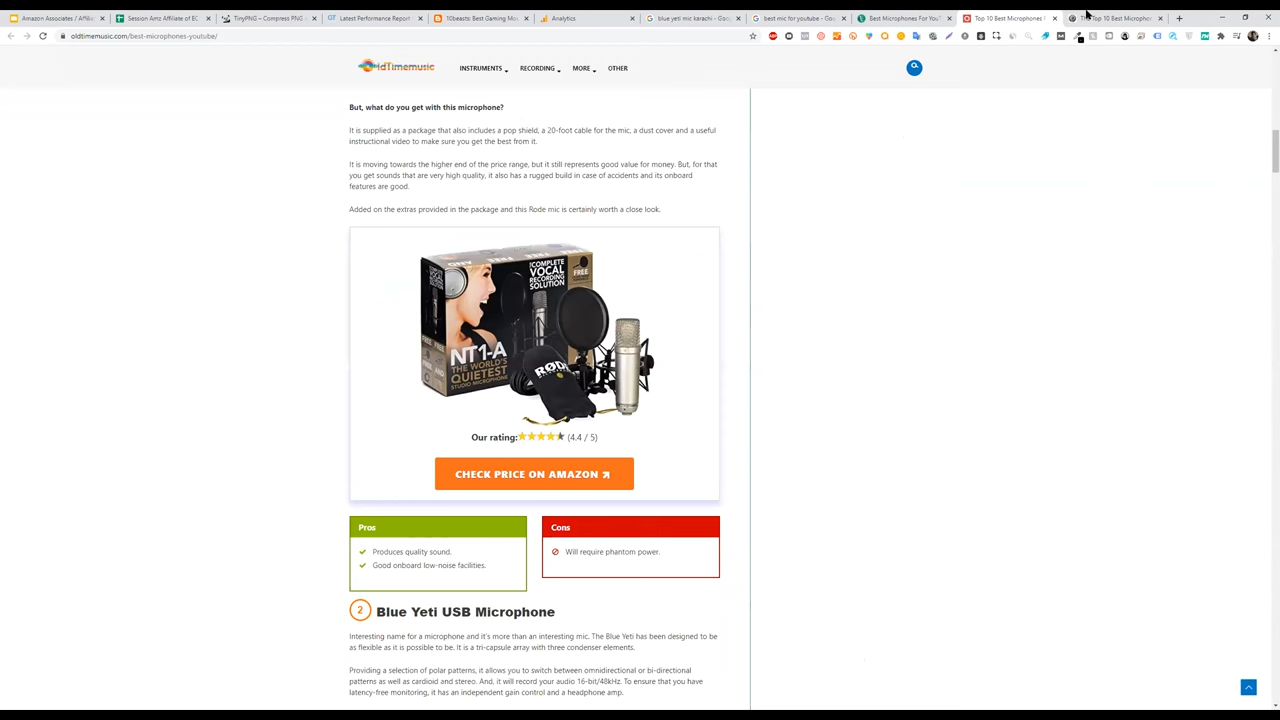 Amazon Associates / Affiliate
Session Amz Affiliate of EC
TinyPNG – Compress PNG
Latest Performance Report
10beasts: Best Gaming Mo
Analytics
blue yeti mic karachi - Goo
best mic for youtube - Goo
Best Microphones For YouT
Top 10 Best Microphones
Top 10 Best Microphon
oldtimemusic.com/best-microphones-youtube/
ldTimemusic
INSTRUMENTS
RECORDING
MORE
OTHER
But, what do you get with this microphone?
It is supplied as a package that also includes a pop shield, a 20-foot cable for the mic, a dust cover and a useful
instructional video to make sure you get the best from it.
It is moving towards the higher end of the price range, but it still represents good value for money. But, for that
you get sounds that are very high quality, it also has a rugged build in case of accidents and its onboard
features are good.
Added on the extras provided in the package and this Rode mic is certainly worth a close look.
COMPLETE
VOCAL
RECORDING
SOLUTION
FREE
NT1-A
THE WORLD'S
QUIETEST
STUDIO MICROPHONE
RØDE
Our rating: (4.4 / 5)
CHECK PRICE ON AMAZON
Pros
Produces quality sound.
Good onboard low-noise facilities.
Cons
Will require phantom power.
2 Blue Yeti USB Microphone
Interesting name for a microphone and it's more than an interesting mic. The Blue Yeti has been designed to be
as flexible as it is possible to be. It is a tri-capsule array with three condenser elements.
Providing a selection of polar patterns, it allows you to switch between omnidirectional or bi-directional
patterns as well as cardioid and stereo. And, it will record your audio 16-bit/48kHz. To ensure that you have
latency-free monitoring, it has an independent gain control and a headphone amp.